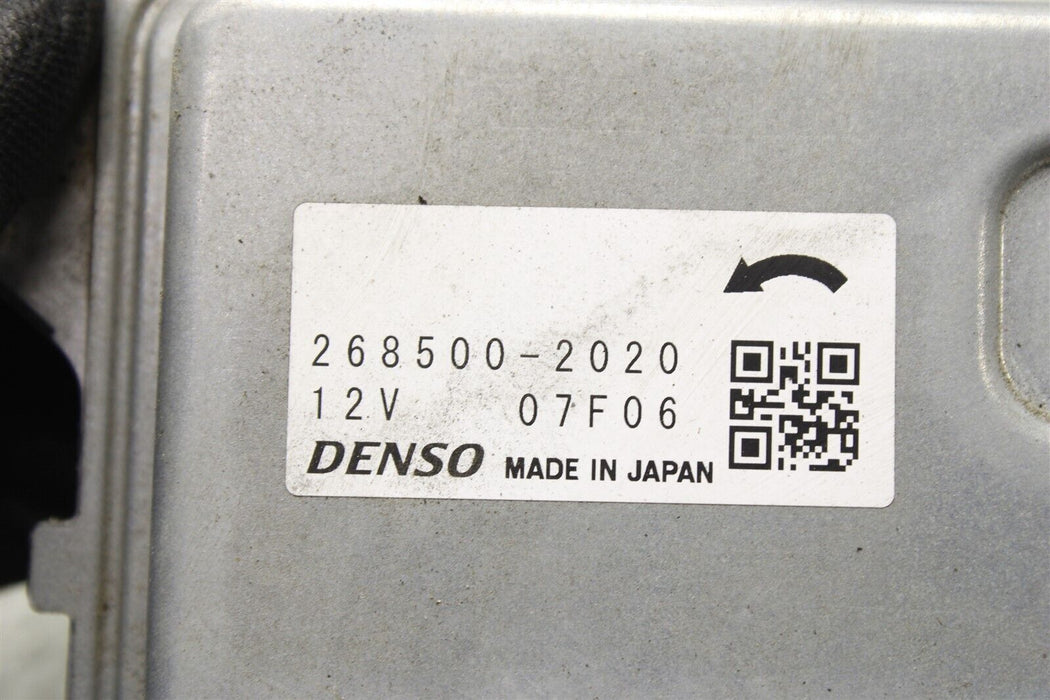 268500-2020
12V 07F06
DENSO MADE IN JAPAN